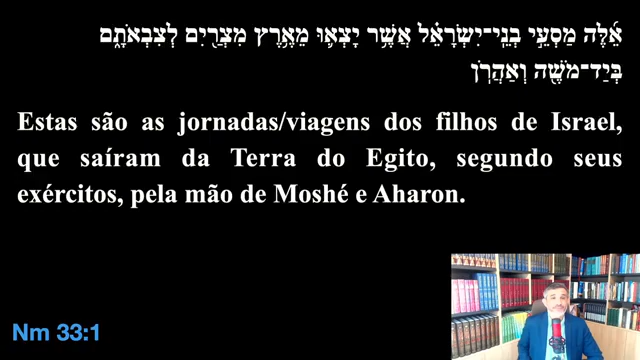 אֵ֜לֶּה מַסְעֵ֣י בְנֵֽי־יִשְׂרָאֵ֗ל אֲשֶׁ֥ר יָצְא֛וּ מֵאֶ֥רֶץ מִצְרַ֖יִם לְצִבְאֹתָ֑ם
בְּיַד־מֹשֶׁ֖ה וְאַהֲרֹֽן
Estas são as jornadas/viagens dos filhos de Israel,
que saíram da Terra do Egito, segundo seus
exércitos, pela mão de Moshé e Aharon.
Nm 33:1